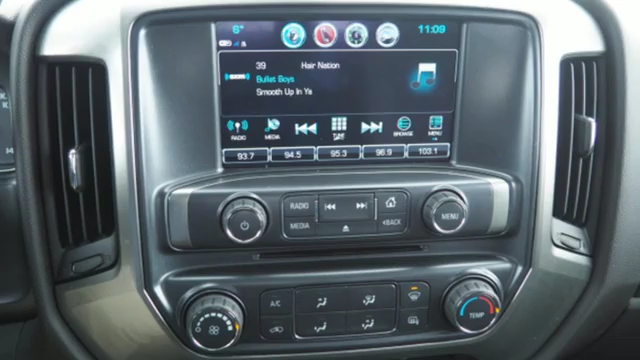 6°
11:09
39 Hair Nation
Bullet Boys
Smooth Up In Ya
RADIO MEDIA BROWSE MENU
93.7 94.5 95.3 96.9 103.1
RADIO
MEDIA BACK
MENU
A/C
TEMP